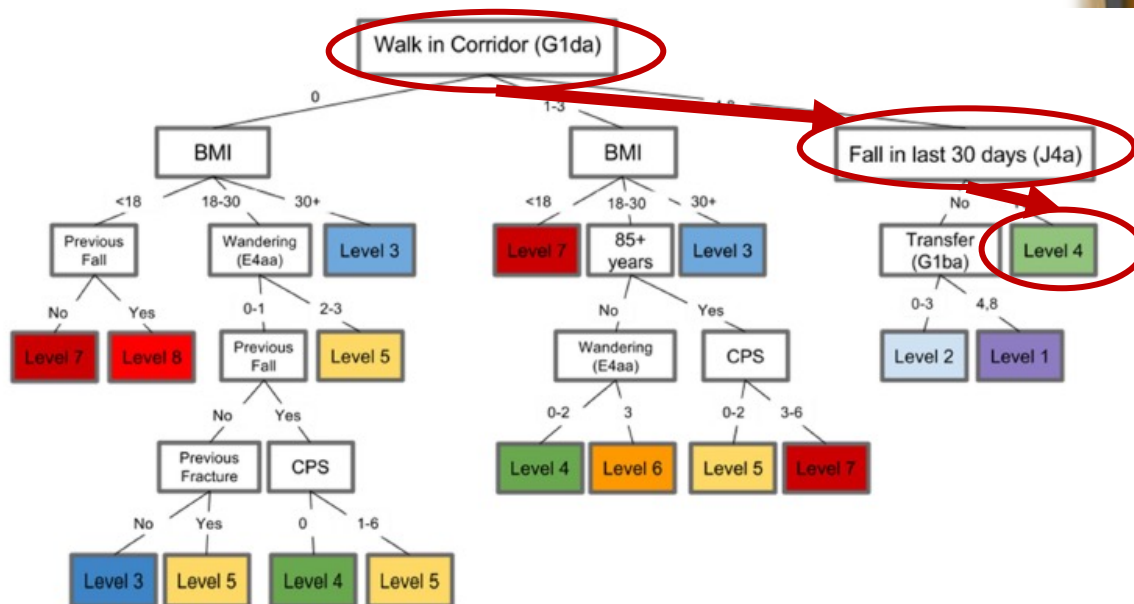 Walk in Corridor (G1da)
0
1-3
BMI
BMI
Fall in last 30 days (J4a)
<18
18-30
30+
<18
18-30
30+
No
Previous
Fall
Wandering
(E4aa)
Level 3
Level 7
85+
years
Level 3
Transfer
(G1ba)
Level 4
No
Yes
0-1
2-3
No
Yes
0-3
4,8
Level 7
Level 8
Previous
Fall
Level 5
Wandering
(E4aa)
CPS
Level 2
Level 1
No
Yes
0-2
3
0-2
3-6
Previous
Fracture
CPS
Level 4
Level 6
Level 5
Level 7
No
Yes
0
1-6
Level 3
Level 5
Level 4
Level 5